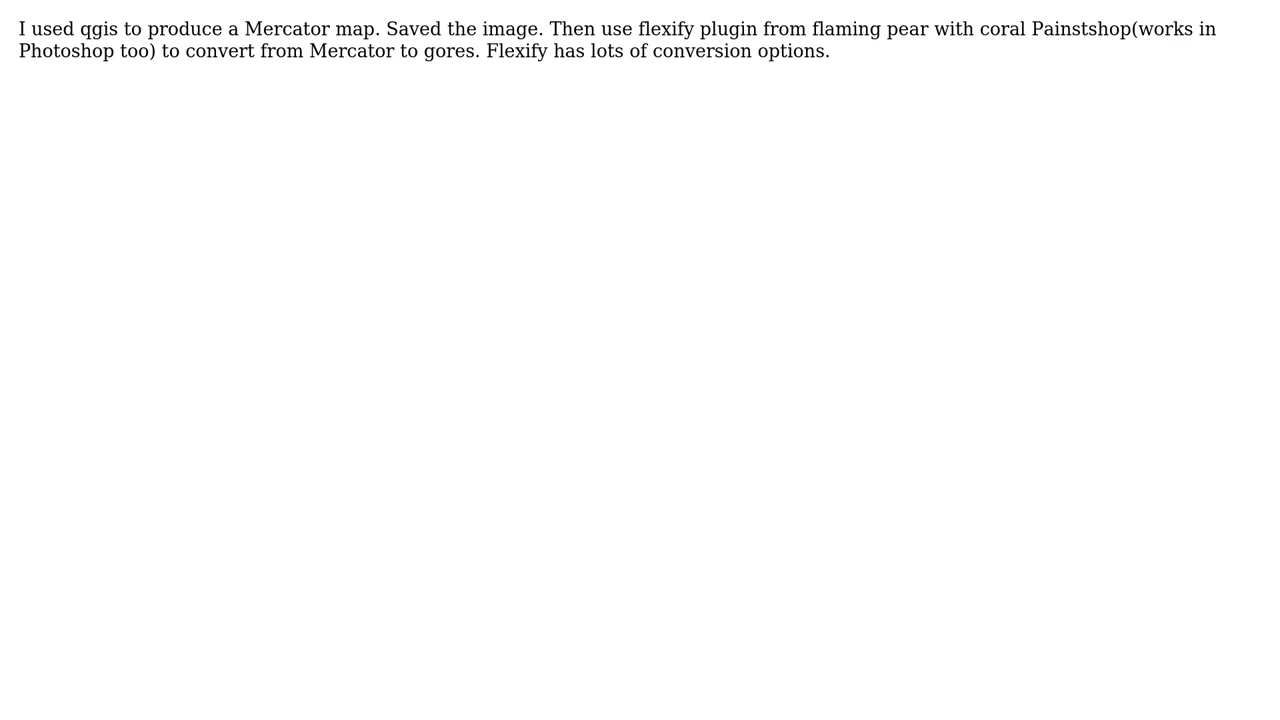 I used qgis to produce a Mercator map. Saved the image. Then use flexify plugin from flaming pear with coral Painstshop(works in
Photoshop too) to convert from Mercator to gores. Flexify has lots of conversion options.